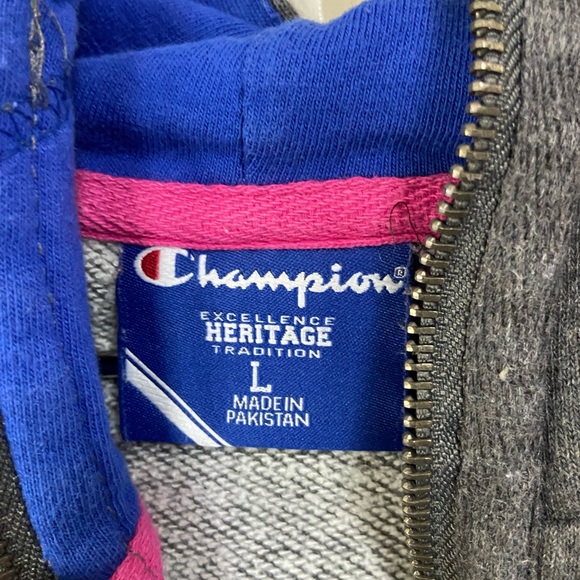 Champion®
EXCELLENCE
HERITAGE
TRADITION
L
MADE IN
PAKISTAN